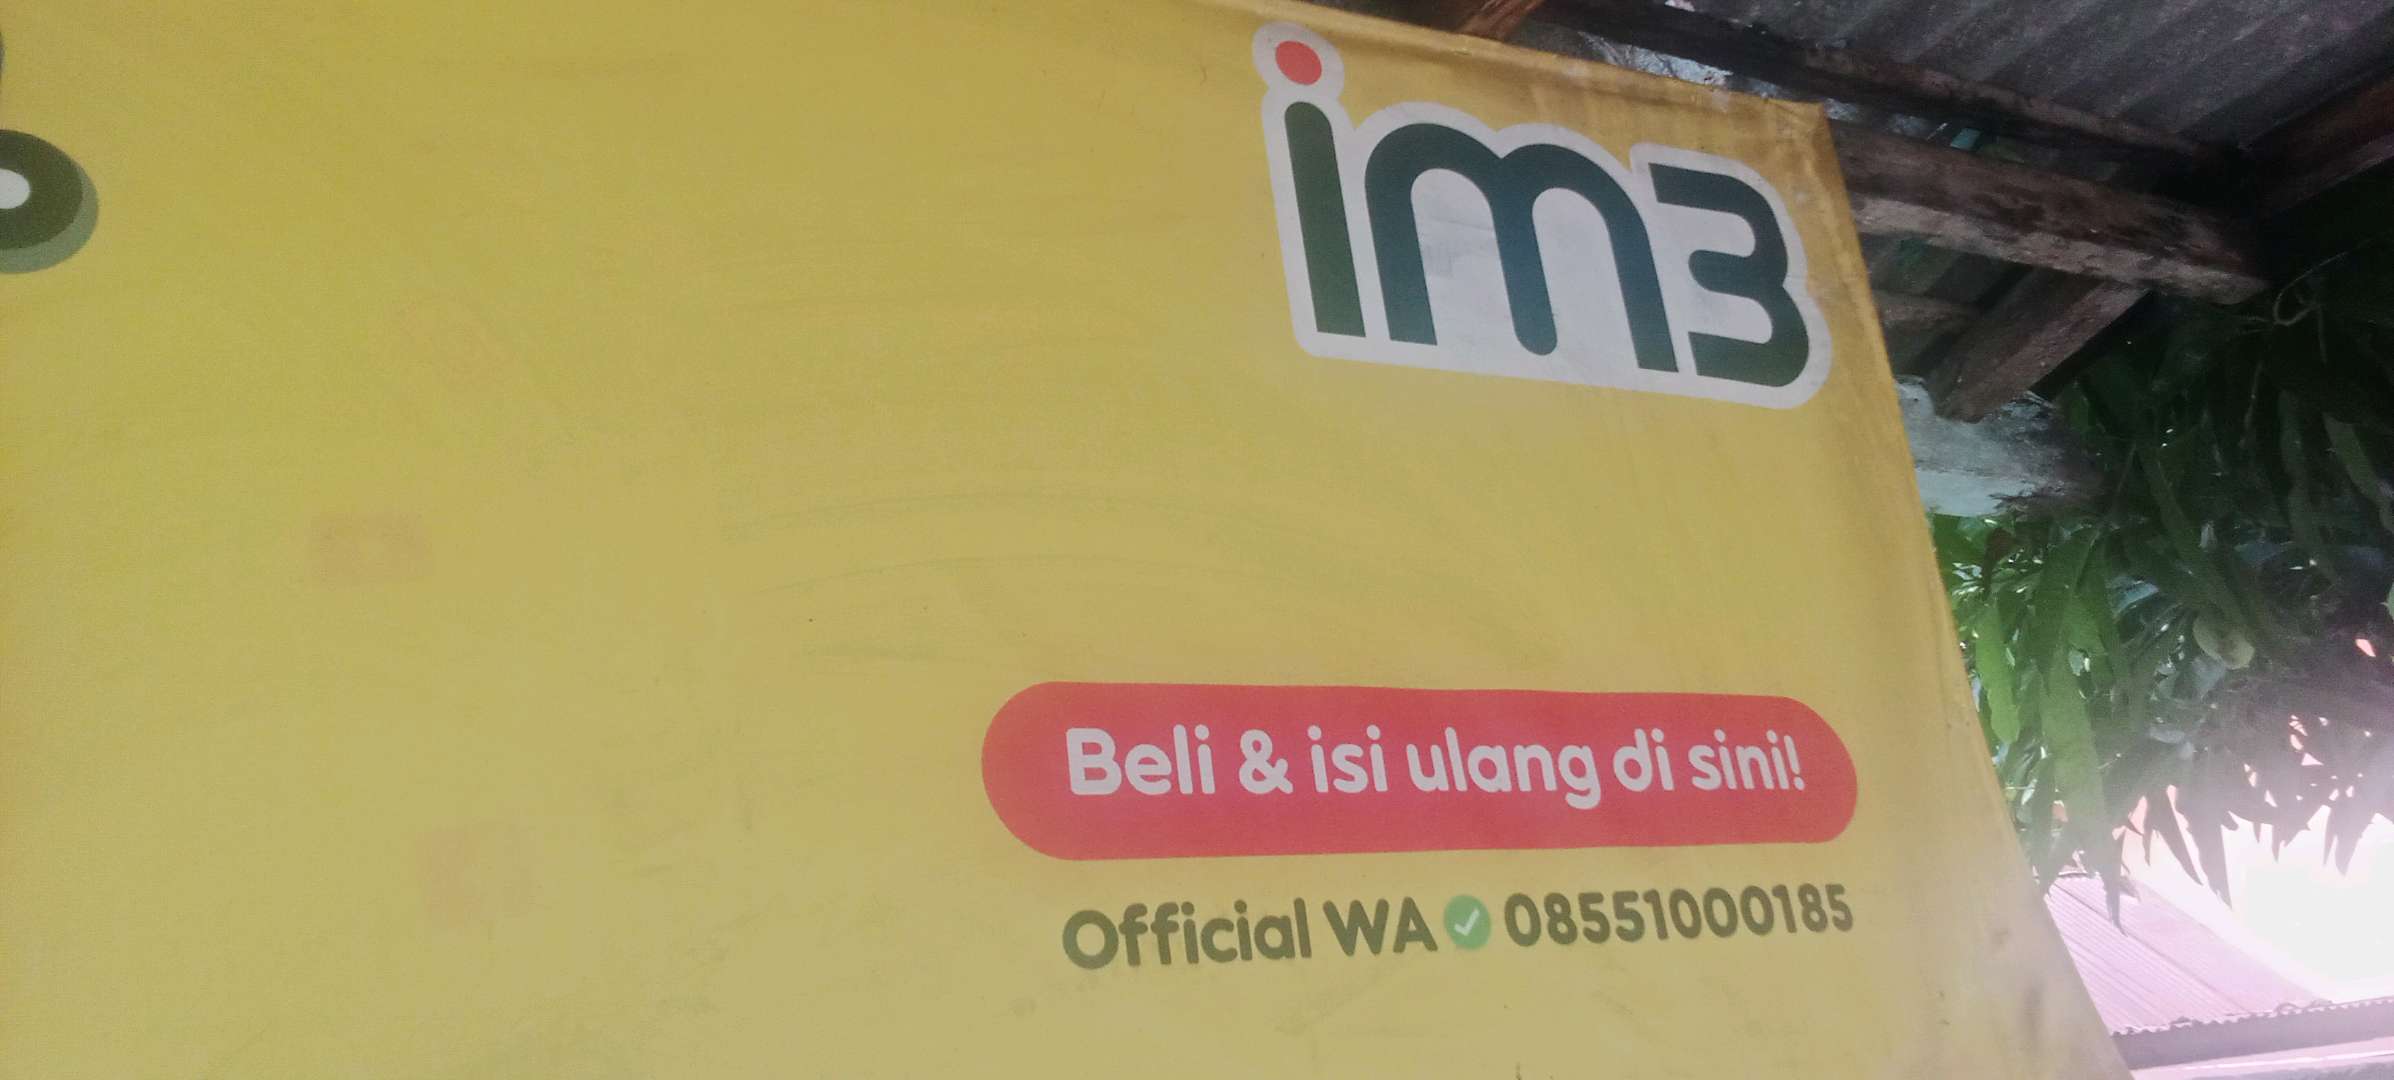 im3
Beli & isi ulang di sini!
Official WA 08551000185